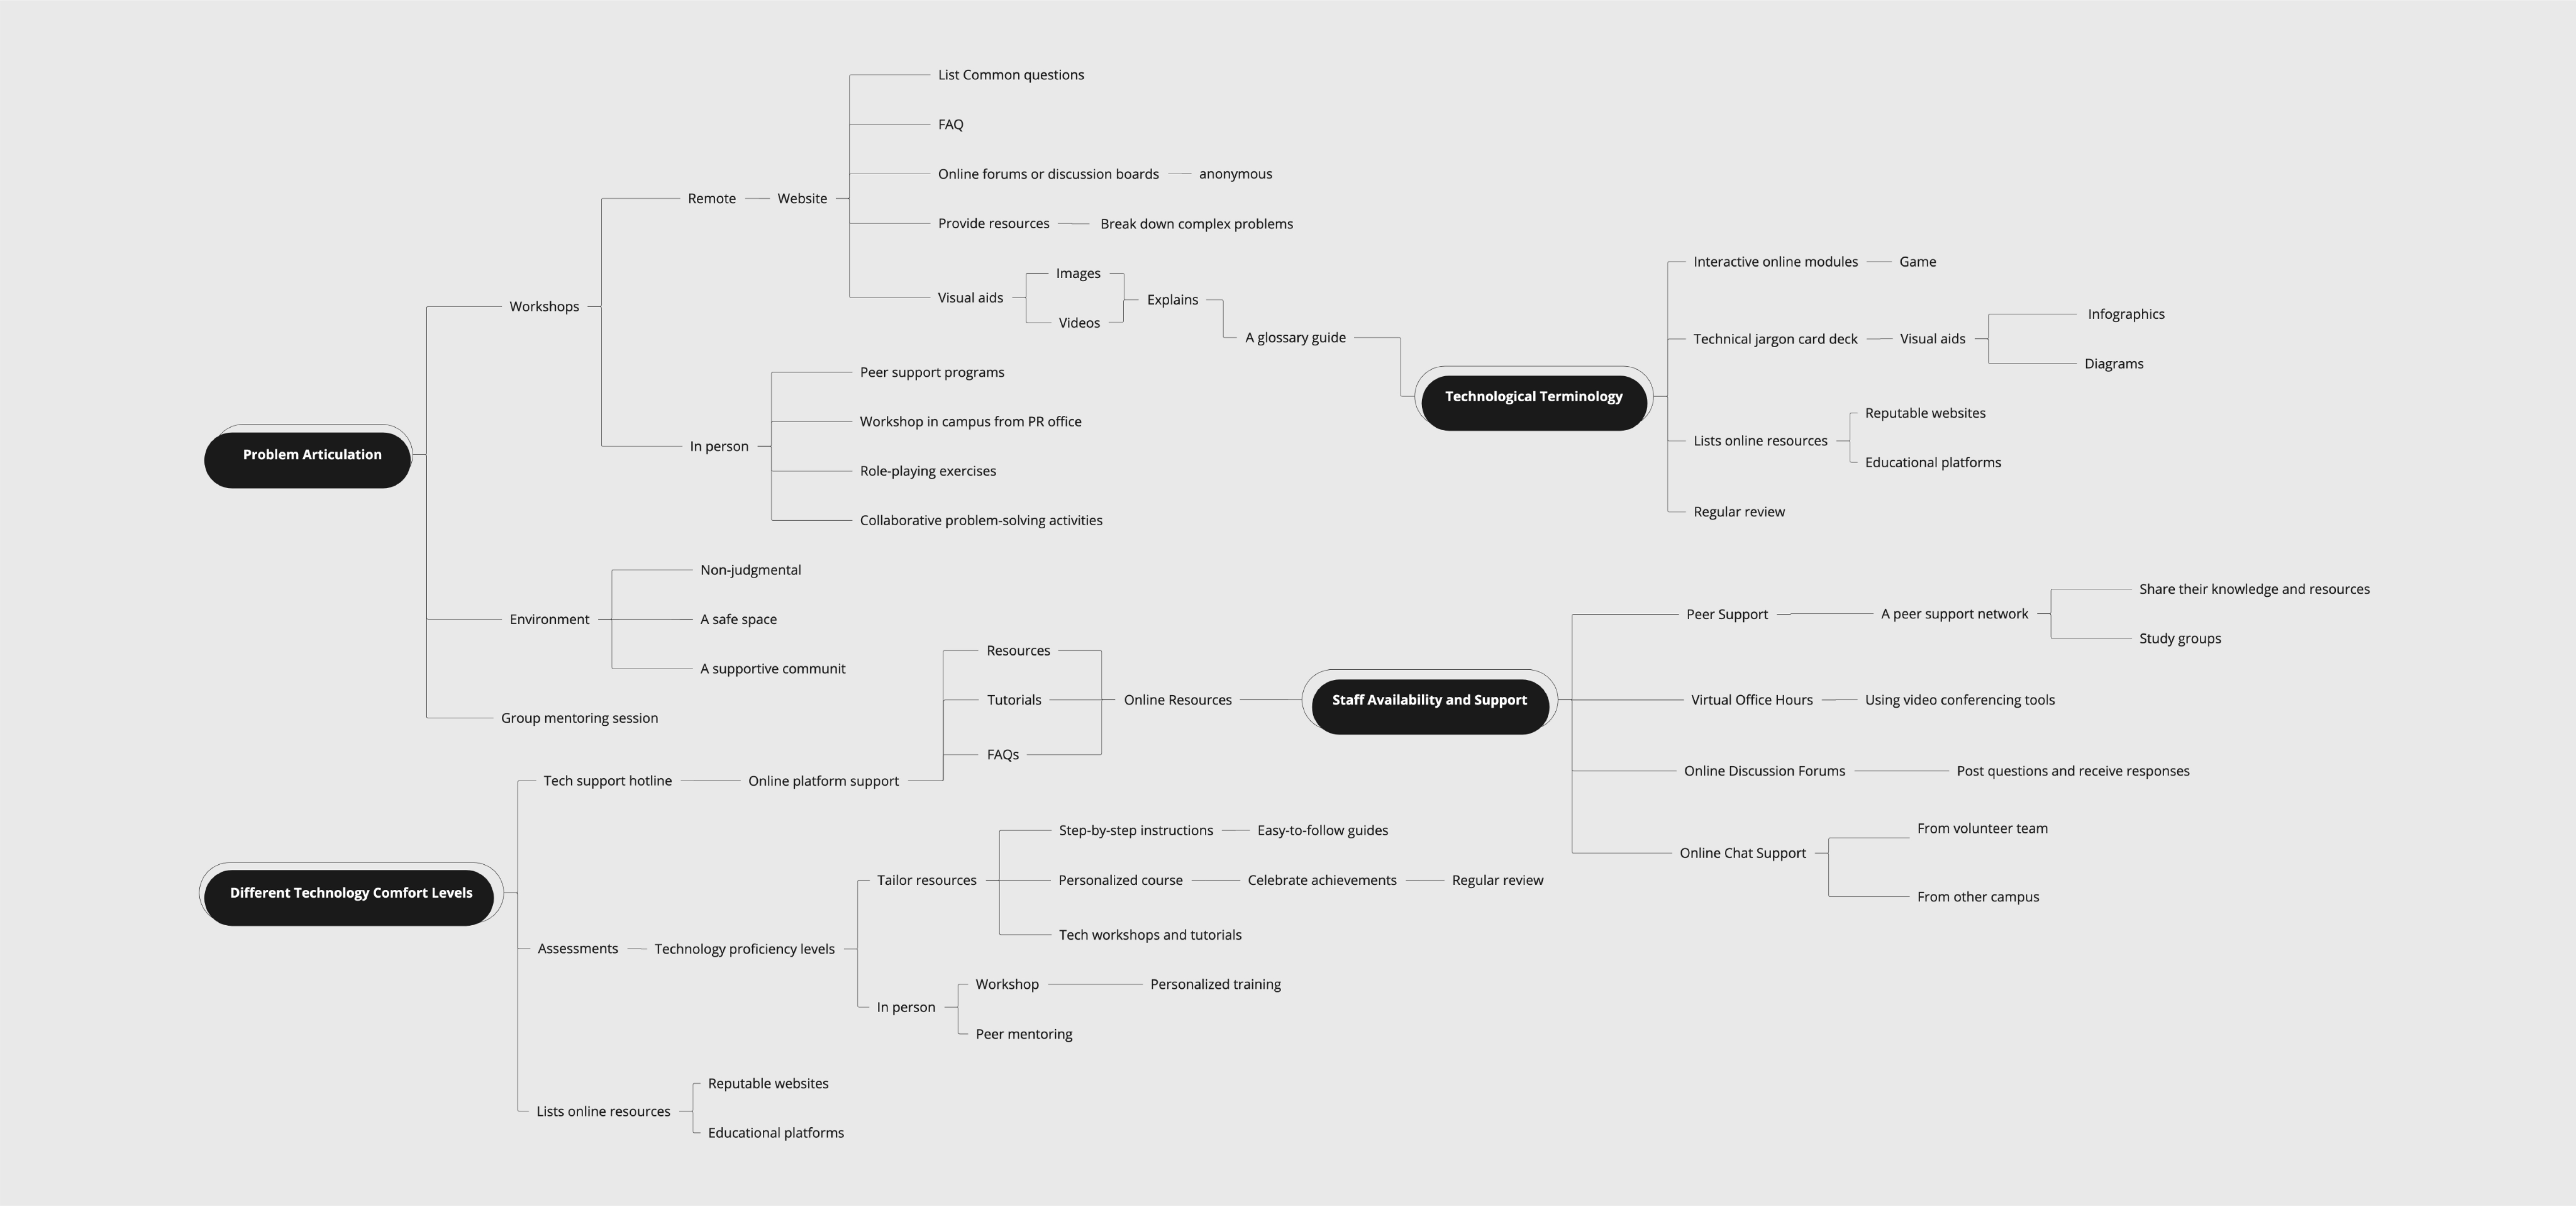 Problem Articulation
Workshops
Remote
Website
List Common questions
FAQ
Online forums or discussion boards
anonymous
Provide resources
Break down complex problems
Visual aids
Images
Videos
Explains
A glossary guide
In person
Peer support programs
Workshop in campus from PR office
Role-playing exercises
Collaborative problem-solving activities
Environment
Non-judgmental
A safe space
A supportive communit
Group mentoring session
Technological Terminology
Interactive online modules
Game
Technical jargon card deck
Visual aids
Infographics
Diagrams
Lists online resources
Reputable websites
Educational platforms
Regular review
Different Technology Comfort Levels
Tech support hotline
Online platform support
Resources
Tutorials
FAQs
Online Resources
Assessments
Technology proficiency levels
Tailor resources
Step-by-step instructions
Easy-to-follow guides
Personalized course
Celebrate achievements
Regular review
Tech workshops and tutorials
In person
Workshop
Personalized training
Peer mentoring
Lists online resources
Reputable websites
Educational platforms
Staff Availability and Support
Peer Support
A peer support network
Share their knowledge and resources
Study groups
Virtual Office Hours
Using video conferencing tools
Online Discussion Forums
Post questions and receive responses
Online Chat Support
From volunteer team
From other campus